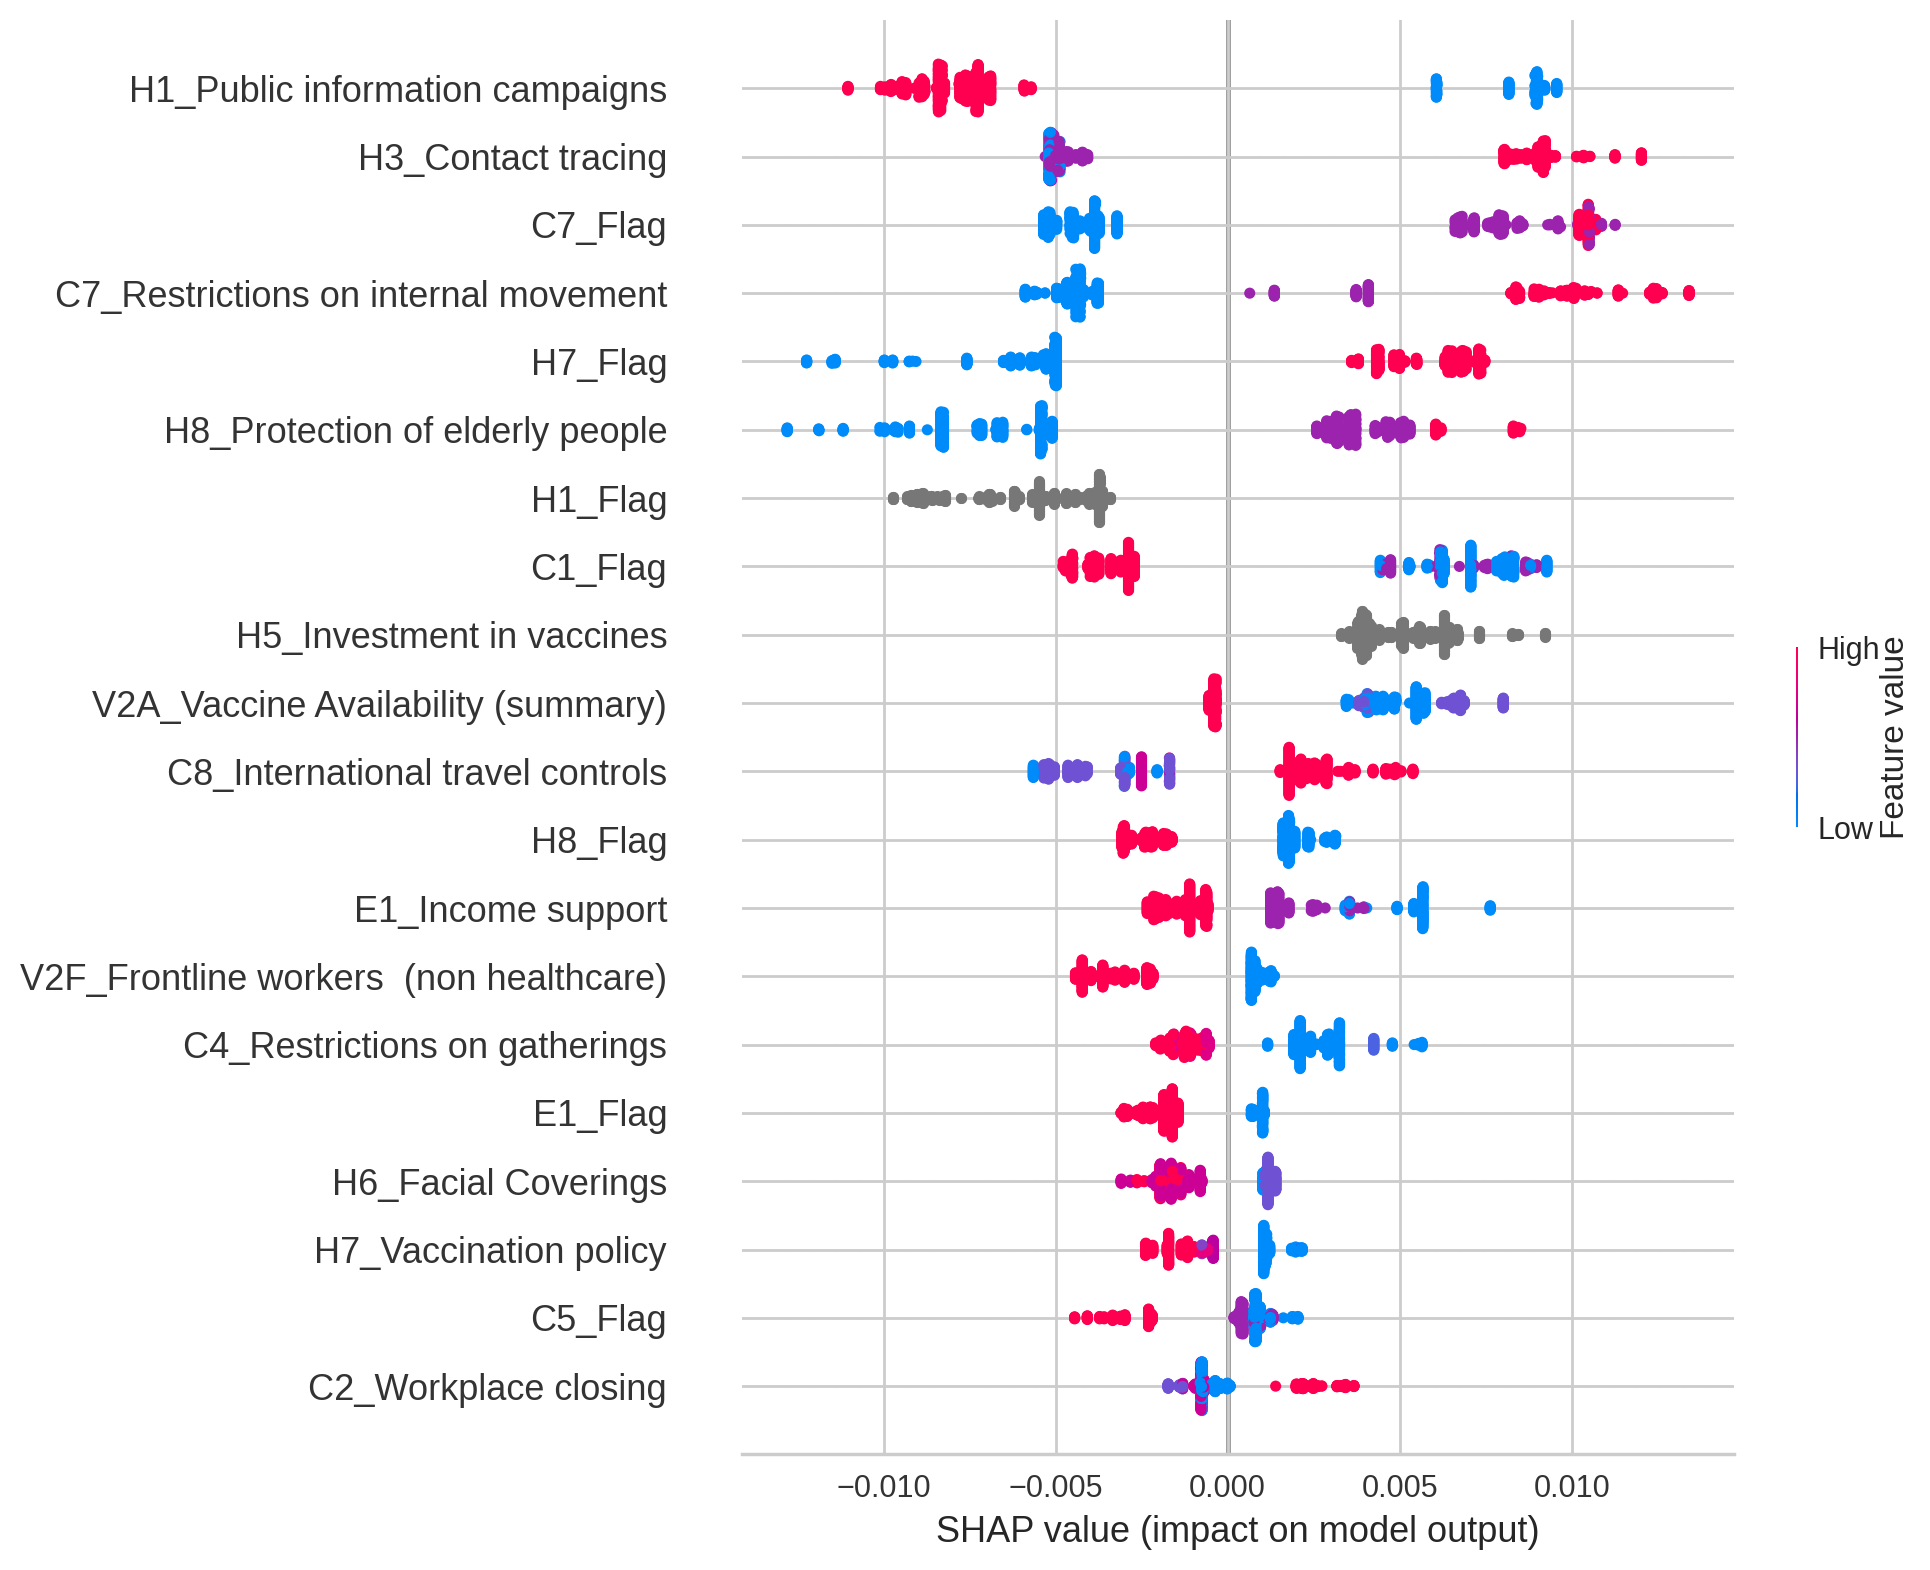 H1_Public information campaigns
H3_Contact tracing
C7_Flag
C7_Restrictions on internal movement
H7_Flag
H8_Protection of elderly people
H1_Flag
C1_Flag
H5_Investment in vaccines
V2A_Vaccine Availability (summary)
C8_International travel controls
H8_Flag
E1_Income support
V2F_Frontline workers  (non healthcare)
C4_Restrictions on gatherings
E1_Flag
H6_Facial Coverings
H7_Vaccination policy
C5_Flag
C2_Workplace closing
−0.010 −0.005 0.000 0.005 0.010
SHAP value (impact on model output)
High
Low
Feature value